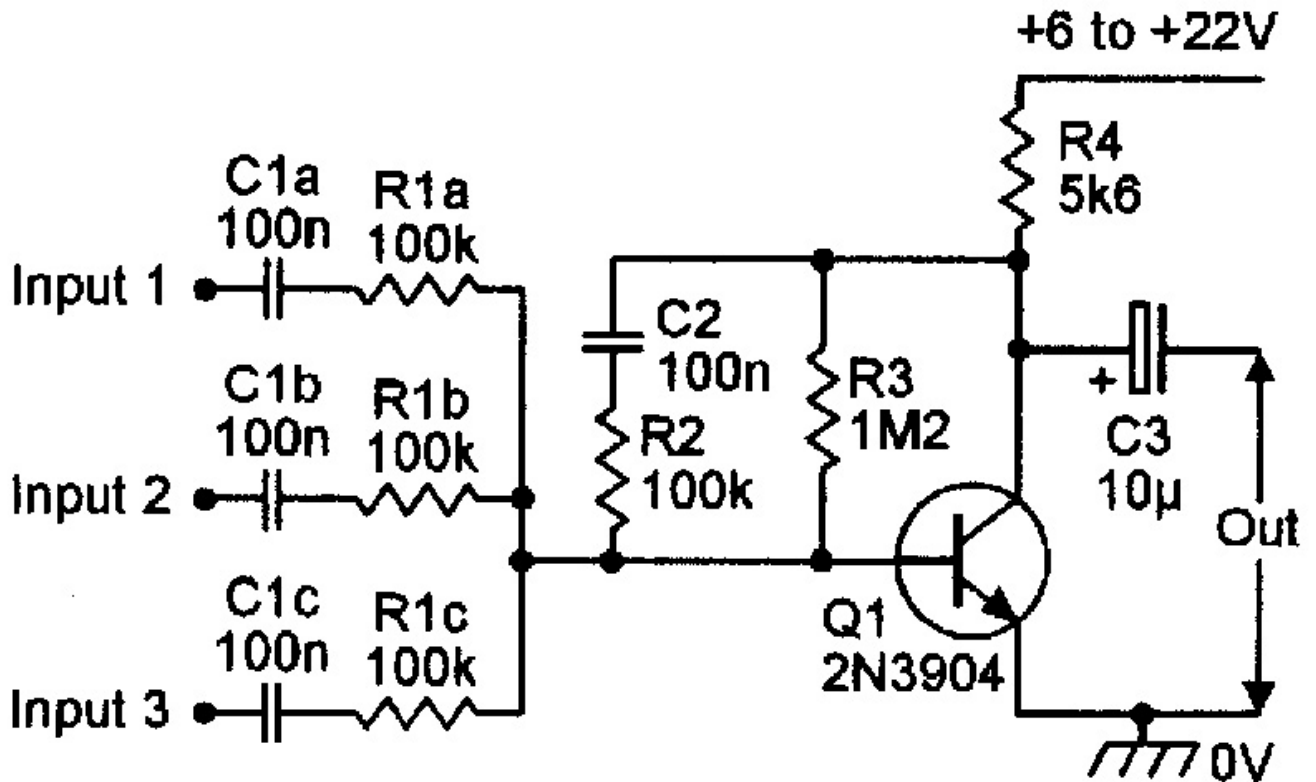 +6 to +22V
R4
5k6
C1a
100n
R1a
100k
Input 1
C2
100n
R3
1M2
C1b
100n
R1b
100k
R2
100k
C3
10µ
+
Input 2
Out
C1c
100n
R1c
100k
Q1
2N3904
Input 3
0V